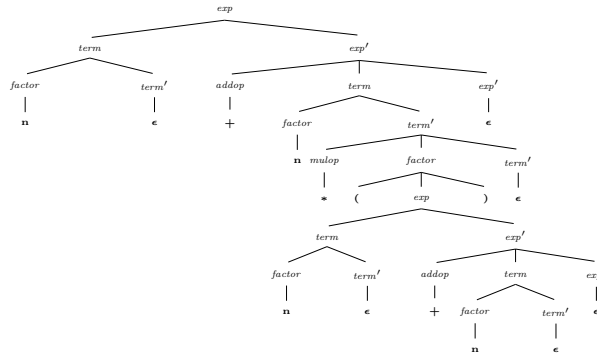 exp
term exp′
factor term′ addop term exp′
n ϵ + factor term′ ϵ
n mulop factor term′
* ( exp ) ϵ
term exp′
factor term′ addop term
n ϵ + factor term′
n ϵ